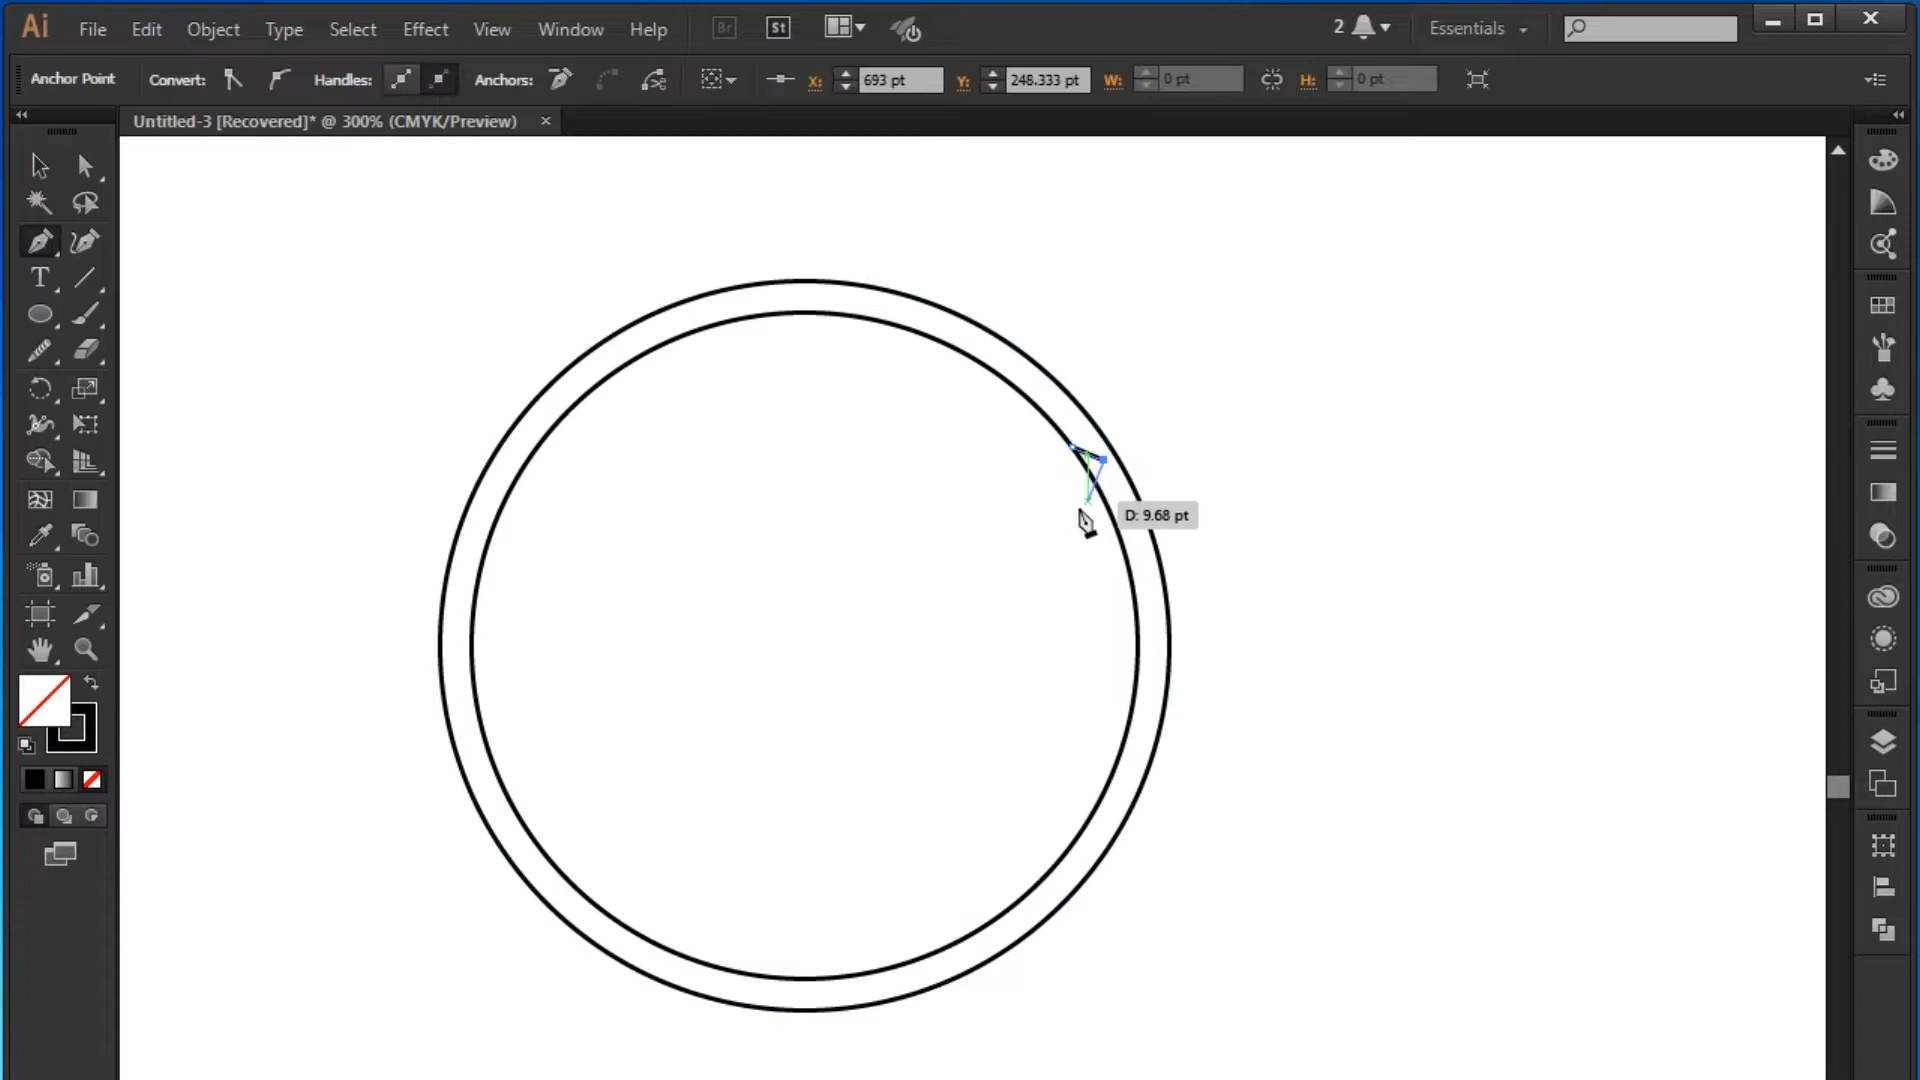 Ai File Edit Object Type Select Effect View Window Help Br St 2 Essentials
Anchor Point Convert: Handles: Anchors: X: 693 pt Y: 248.333 pt W: 0 pt H: 0 pt
Untitled-3 [Recovered]* @ 300% (CMYK/Preview)
T
D: 9.68 pt